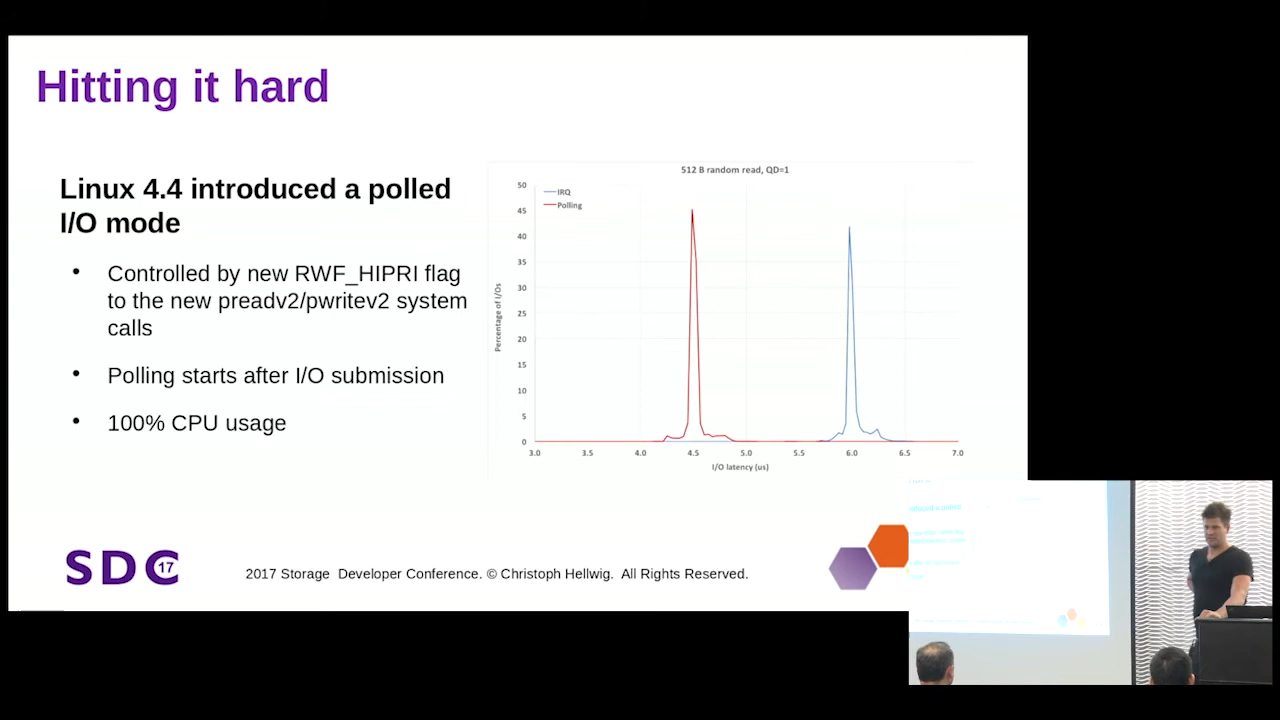 Hitting it hard
Linux 4.4 introduced a polled
I/O mode
• Controlled by new RWF_HIPRI flag
to the new preadv2/pwritev2 system
calls
• Polling starts after I/O submission
• 100% CPU usage
512 B random read, QD=1
IRQ
Polling
Percentage of I/Os
50
45
40
35
30
25
20
15
10
5
0
3.0 3.5 4.0 4.5 5.0 5.5 6.0 6.5 7.0
I/O latency (us)
SDC 17
2017 Storage Developer Conference. © Christoph Hellwig. All Rights Reserved.